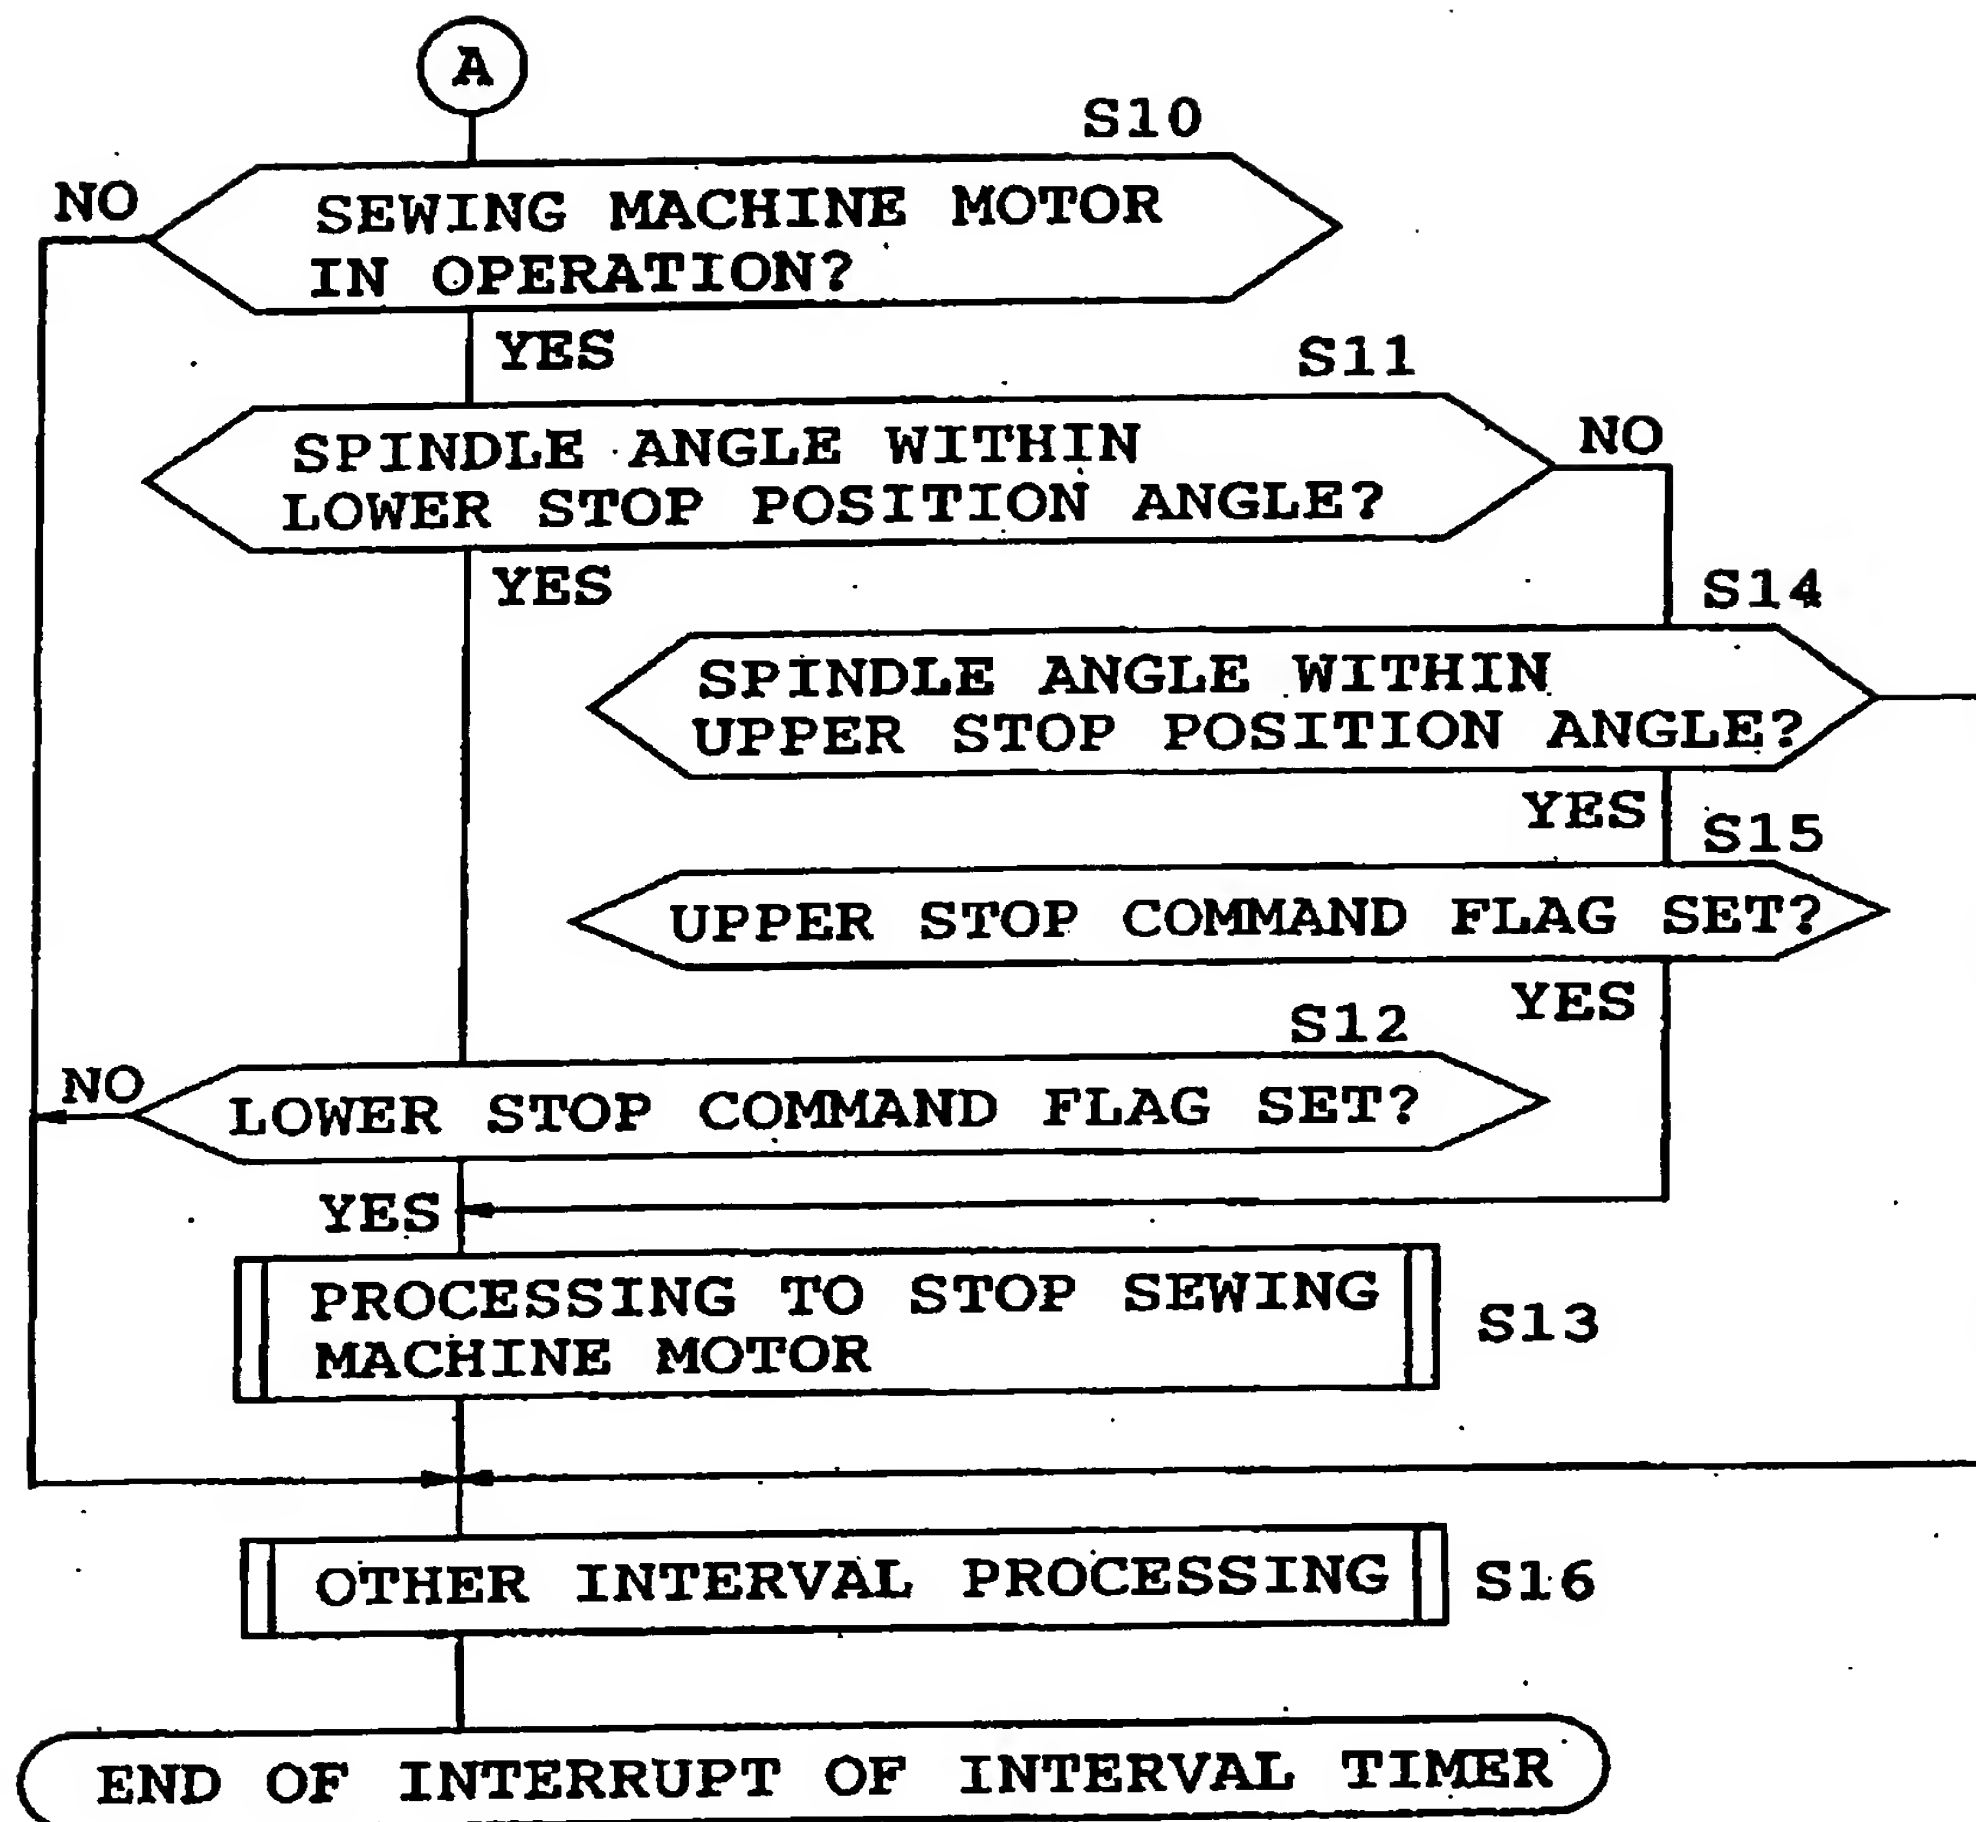 A
S10
NO
SEWING MACHINE MOTOR
IN OPERATION?
YES
S11
SPINDLE ANGLE WITHIN
LOWER STOP POSITION ANGLE?
NO
YES
S14
SPINDLE ANGLE WITHIN
UPPER STOP POSITION ANGLE?
YES
S15
UPPER STOP COMMAND FLAG SET?
YES
S12
NO
LOWER STOP COMMAND FLAG SET?
YES
PROCESSING TO STOP SEWING
MACHINE MOTOR
S13
OTHER INTERVAL PROCESSING
S16
END OF INTERRUPT OF INTERVAL TIMER